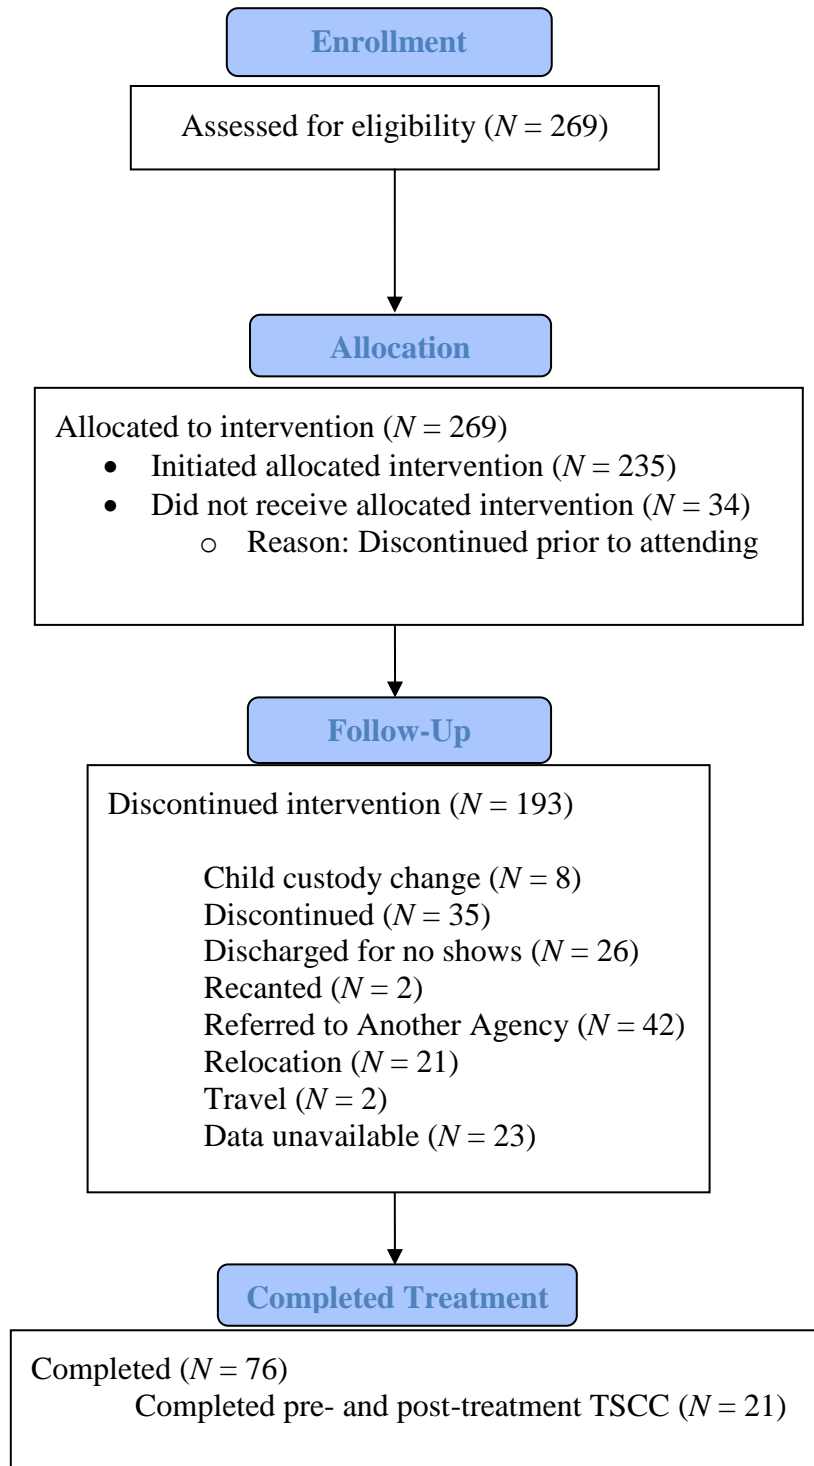 Enrollment
Assessed for eligibility (N = 269)
Allocation
Allocated to intervention (N = 269)
• Initiated allocated intervention (N = 235)
• Did not receive allocated intervention (N = 34)
o Reason: Discontinued prior to attending
Follow-Up
Discontinued intervention (N = 193)
Child custody change (N = 8)
Discontinued (N = 35)
Discharged for no shows (N = 26)
Recanted (N = 2)
Referred to Another Agency (N = 42)
Relocation (N = 21)
Travel (N = 2)
Data unavailable (N = 23)
Completed Treatment
Completed (N = 76)
Completed pre- and post-treatment TSCC (N = 21)